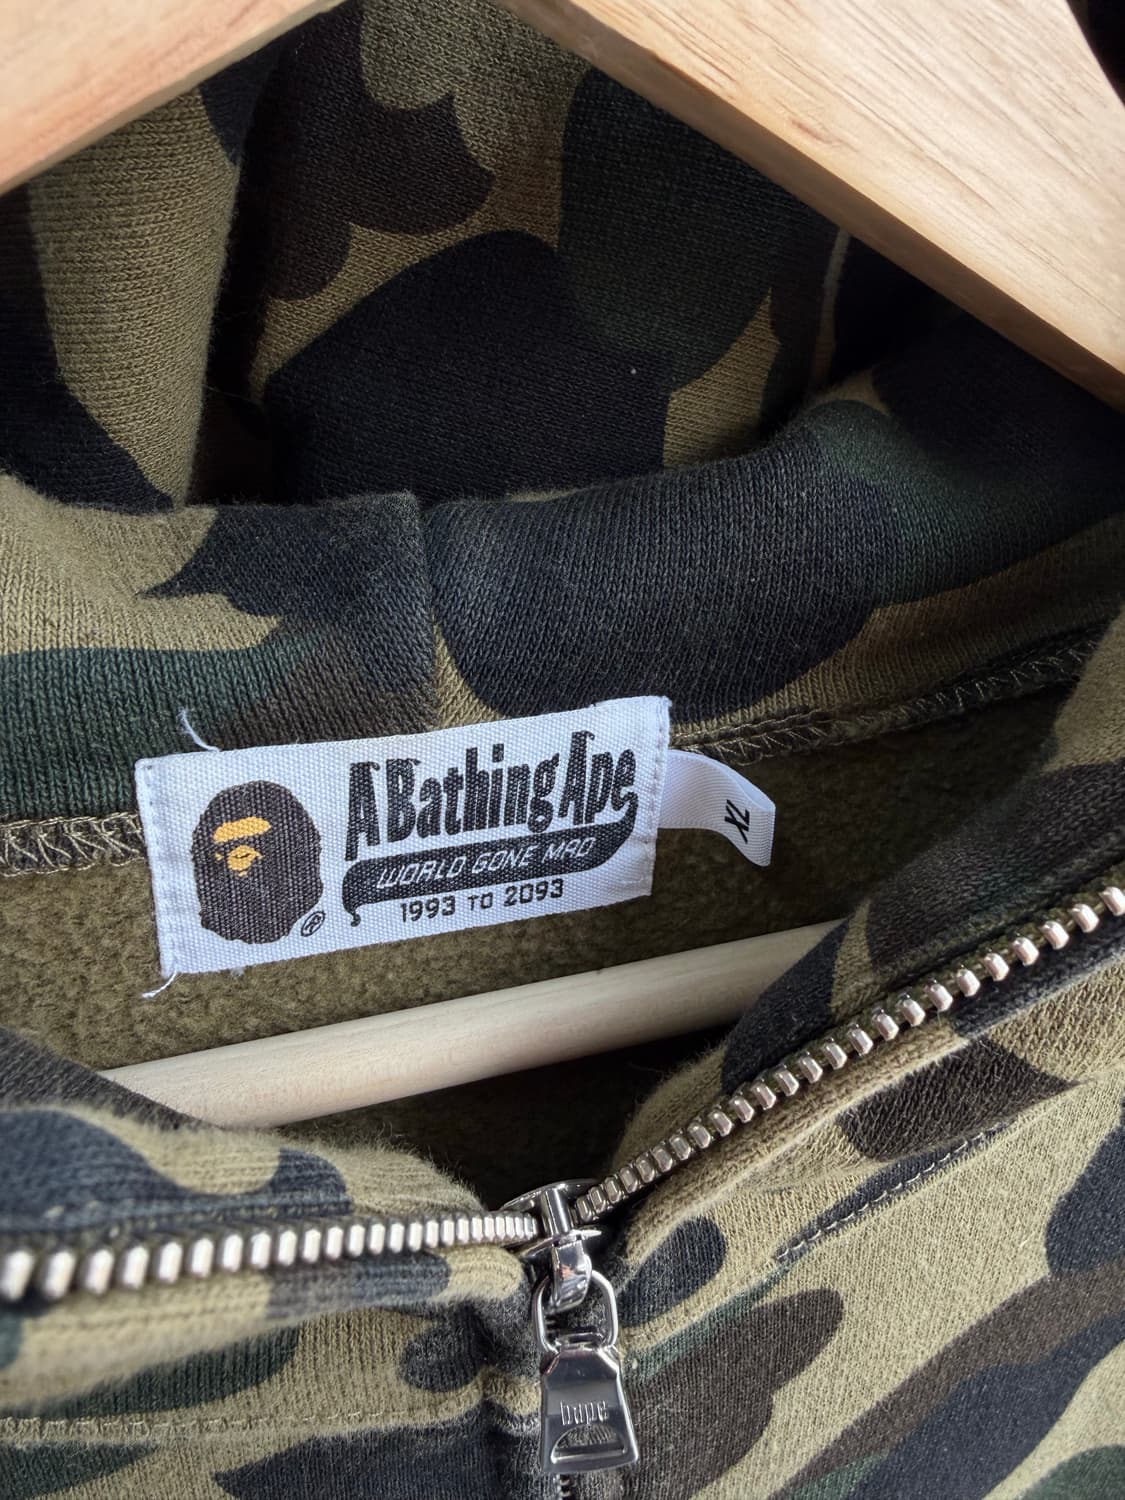 A Bathing Ape
WORLD GONE MAD
1993 TO 2093
®
XL
bape